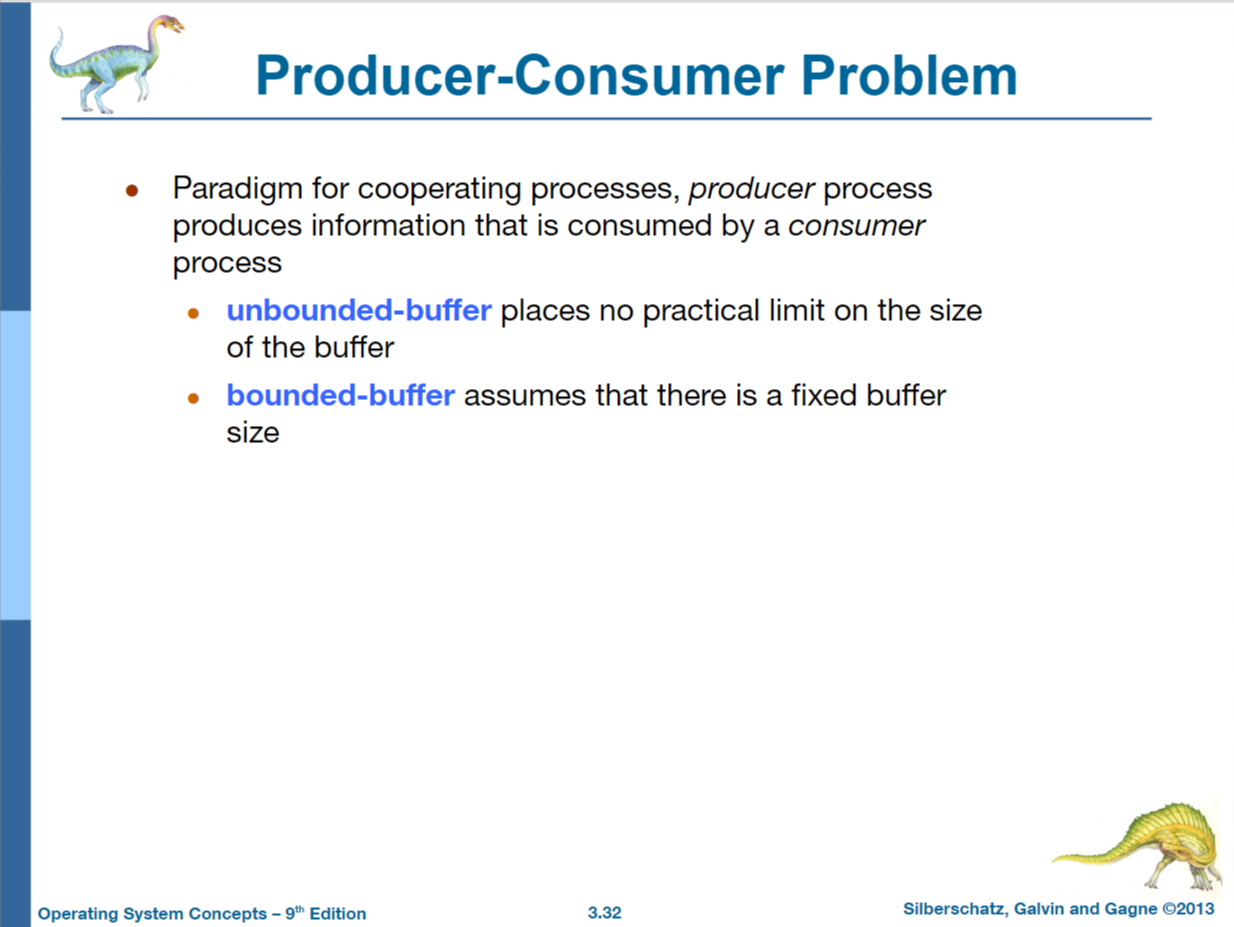 Producer-Consumer Problem
• Paradigm for cooperating processes, producer process
produces information that is consumed by a consumer
process
• unbounded-buffer places no practical limit on the size
of the buffer
• bounded-buffer assumes that there is a fixed buffer
size
Operating System Concepts – 9th Edition
3.32
Silberschatz, Galvin and Gagne ©2013